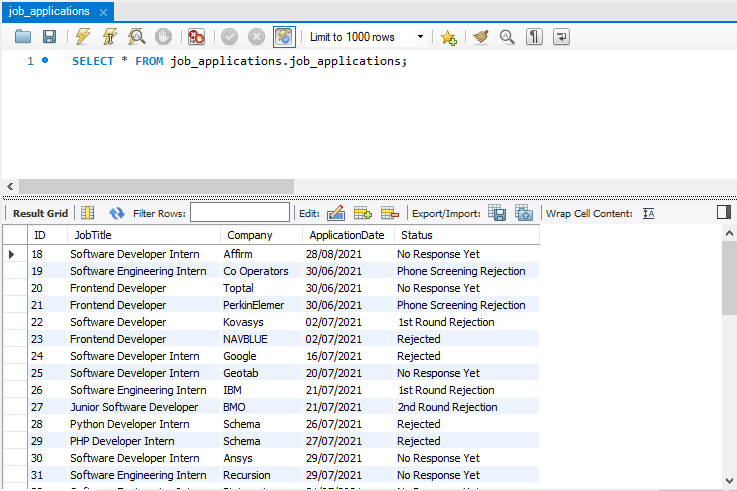 job_applications
Limit to 1000 rows
1 SELECT * FROM job_applications.job_applications;
Result Grid Filter Rows: Edit: Export/Import: Wrap Cell Content:
ID JobTitle Company ApplicationDate Status
18 Software Developer Intern Affirm 28/08/2021 No Response Yet
19 Software Engineering Intern Co Operators 30/06/2021 Phone Screening Rejection
20 Frontend Developer Toptal 30/06/2021 No Response Yet
21 Frontend Developer PerkinElemer 30/06/2021 Phone Screening Rejection
22 Software Developer Kovasys 02/07/2021 1st Round Rejection
23 Frontend Developer NAVBLUE 02/07/2021 Rejected
24 Software Developer Intern Google 16/07/2021 Rejected
25 Software Developer Intern Geotab 20/07/2021 No Response Yet
26 Software Engineering Intern IBM 21/07/2021 1st Round Rejection
27 Junior Software Developer BMO 21/07/2021 2nd Round Rejection
28 Python Developer Intern Schema 26/07/2021 Rejected
29 PHP Developer Intern Schema 27/07/2021 Rejected
30 Software Developer Intern Ansys 29/07/2021 No Response Yet
31 Software Engineering Intern Recursion 29/07/2021 No Response Yet